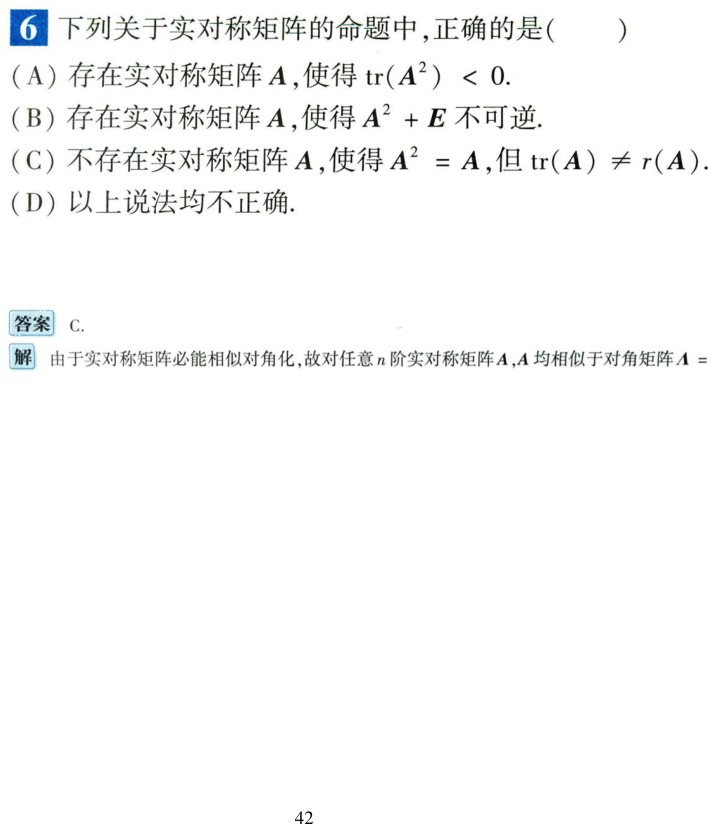 6 下列关于实对称矩阵的命题中,正确的是( )
(A) 存在实对称矩阵 A,使得 tr(A²) < 0.
(B) 存在实对称矩阵 A,使得 A² + E 不可逆.
(C) 不存在实对称矩阵 A,使得 A² = A,但 tr(A) ≠ r(A).
(D) 以上说法均不正确.
答案 C.
解 由于实对称矩阵必能相似对角化,故对任意 n 阶实对称矩阵 A,A 均相似于对角矩阵 Λ =
42